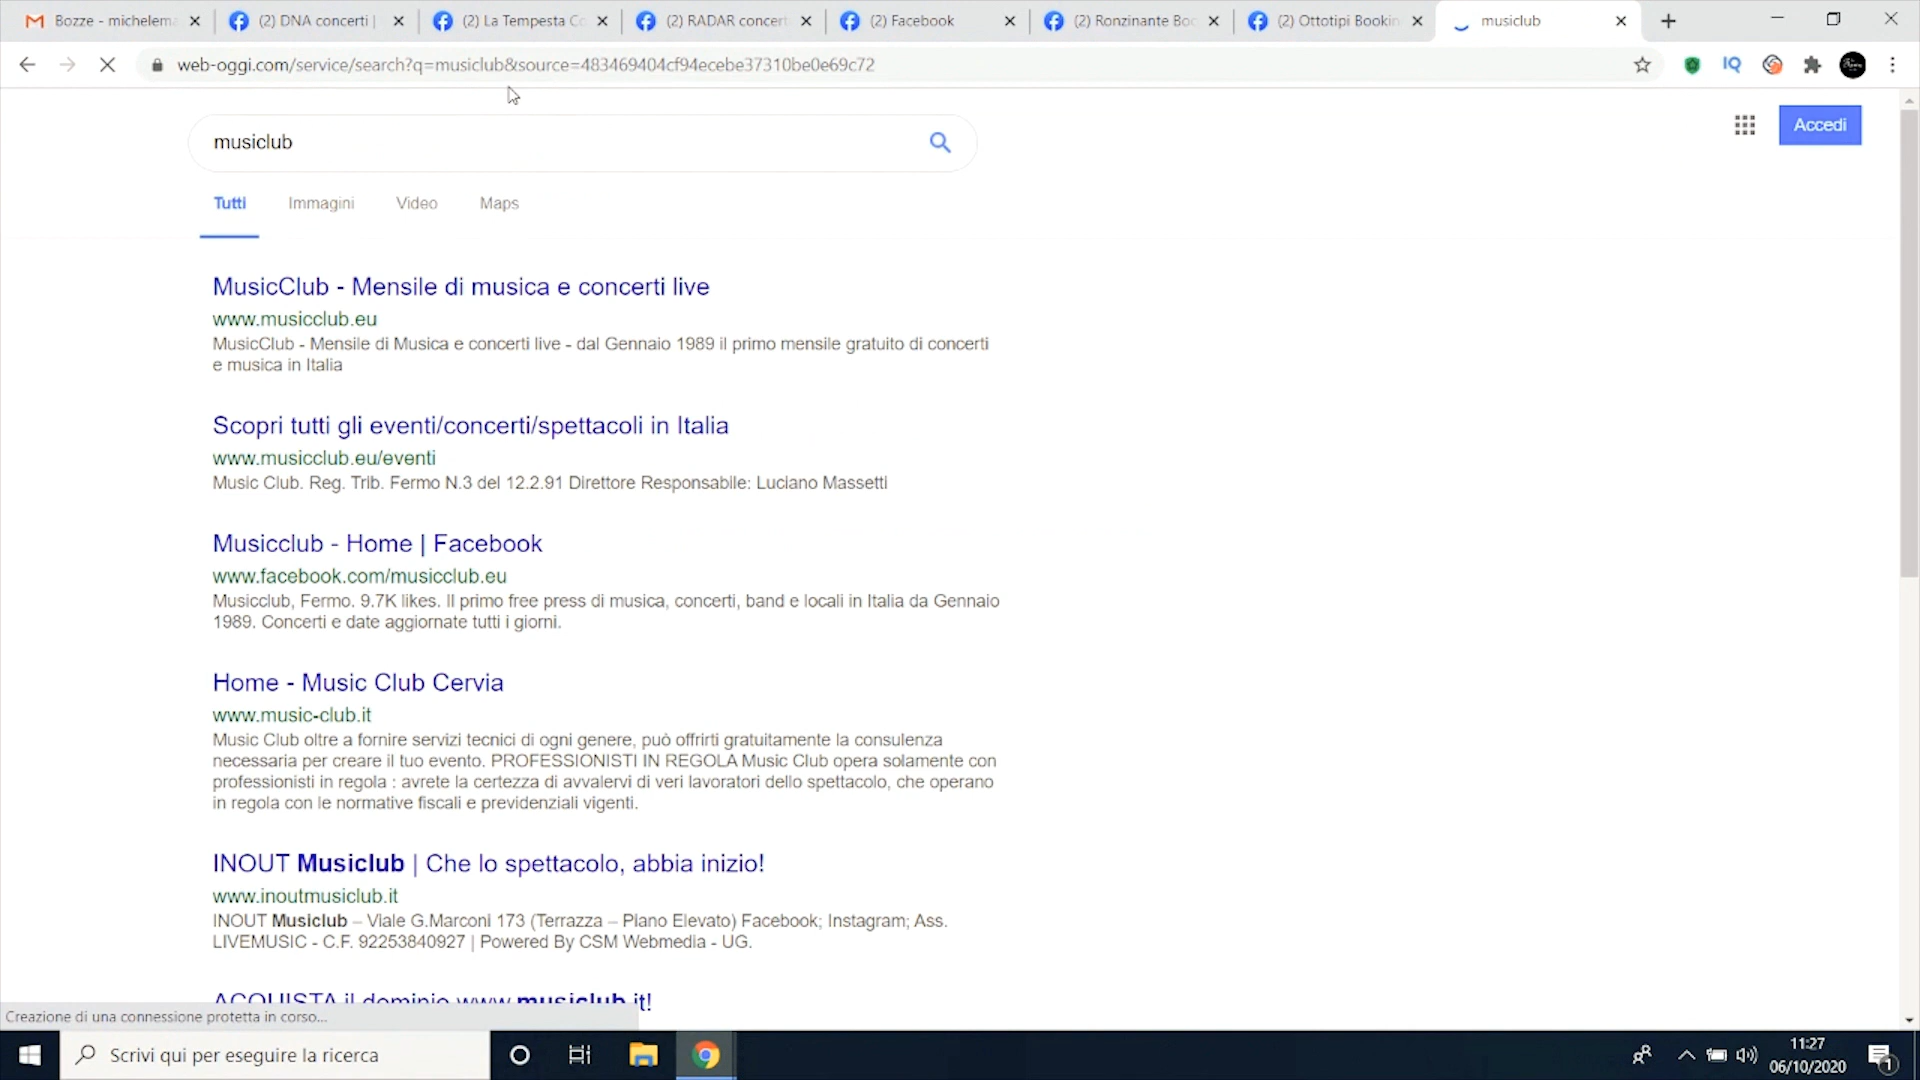 Bozze - michelema
(2) DNA concerti |
(2) La Tempesta Co
(2) RADAR concert
(2) Facebook
(2) Ronzinante Boo
(2) Ottotipi Bookin
musiclub
web-oggi.com/service/search?q=musiclub&source=483469404cf94ecebe37310be0e69c72
IQ
musiclub
Accedi
Tutti
Immagini
Video
Maps
MusicClub - Mensile di musica e concerti live
www.musicclub.eu
MusicClub - Mensile di Musica e concerti live - dal Gennaio 1989 il primo mensile gratuito di concerti
e musica in Italia
Scopri tutti gli eventi/concerti/spettacoli in Italia
www.musicclub.eu/eventi
Music Club. Reg. Trib. Fermo N.3 del 12.2.91 Direttore Responsabile: Luciano Massetti
Musicclub - Home | Facebook
www.facebook.com/musicclub.eu
Musicclub, Fermo. 9.7K likes. Il primo free press di musica, concerti, band e locali in Italia da Gennaio
1989. Concerti e date aggiornate tutti i giorni.
Home - Music Club Cervia
www.music-club.it
Music Club oltre a fornire servizi tecnici di ogni genere, può offrirti gratuitamente la consulenza
necessaria per creare il tuo evento. PROFESSIONISTI IN REGOLA Music Club opera solamente con
professionisti in regola : avrete la certezza di avvalervi di veri lavoratori dello spettacolo, che operano
in regola con le normative fiscali e previdenziali vigenti.
INOUT Musiclub | Che lo spettacolo, abbia inizio!
www.inoutmusiclub.it
INOUT Musiclub – Viale G.Marconi 173 (Terrazza – Piano Elevato) Facebook; Instagram; Ass.
LIVEMUSIC - C.F. 92253840927 | Powered By CSM Webmedia - UG.
ACQUISTA il dominio www.musiclub.it!
Creazione di una connessione protetta in corso...
Scrivi qui per eseguire la ricerca
11:27
06/10/2020
1